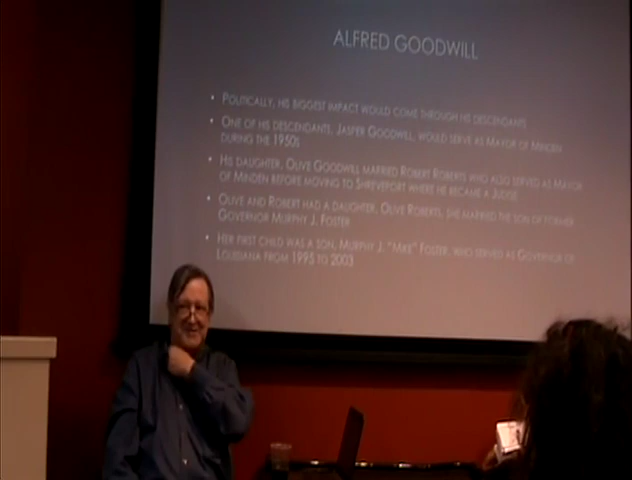 ALFRED GOODWILL
• POLITICALLY, HIS BIGGEST IMPACT WOULD COME THROUGH HIS DESCENDANTS
• ONE OF HIS DESCENDANTS, JASPER GOODWILL, WOULD SERVE AS MAYOR OF MINDEN
DURING THE 1950S
• HIS DAUGHTER, OLIVE GOODWILL MARRIED ROBERT ROBERTS WHO ALSO SERVED AS MAYOR
OF MINDEN BEFORE MOVING TO SHREVEPORT WHERE HE BECAME A JUDGE
• OLIVE AND ROBERT HAD A DAUGHTER, OLIVE ROBERTS, SHE MARRIED THE SON OF FORMER
GOVERNOR MURPHY J. FOSTER
• HER FIRST CHILD WAS A SON, MURPHY J. "MIKE" FOSTER, WHO SERVED AS GOVERNOR OF
LOUISIANA FROM 1995 TO 2003